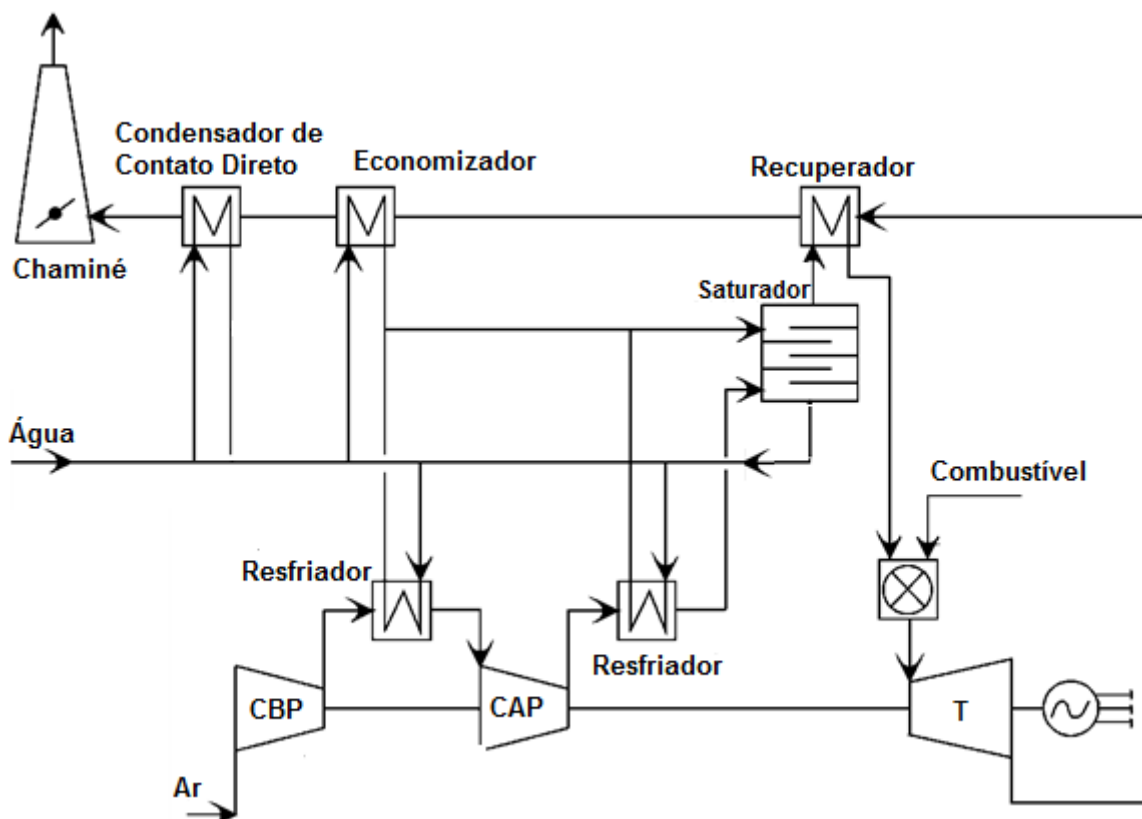 Condensador de
Contato Direto
Economizador
Recuperador
Chaminé
Saturador
Água
Combustível
Resfriador
Resfriador
CBP
CAP
T
Ar